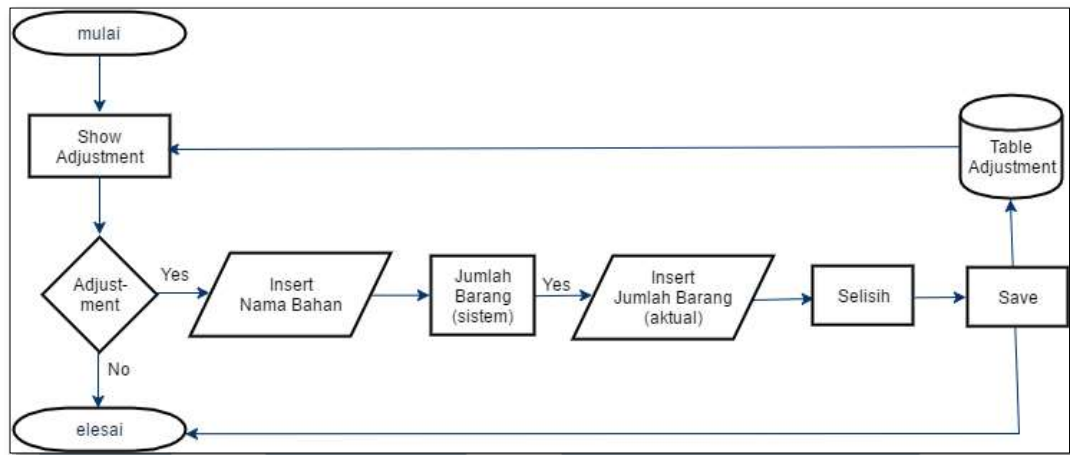 mulai
Show
Adjustment
Table
Adjustment
Adjust-
ment
Yes
Insert
Nama Bahan
Jumlah
Barang
(sistem)
Yes
Insert
Jumlah Barang
(aktual)
Selisih
Save
No
elesai